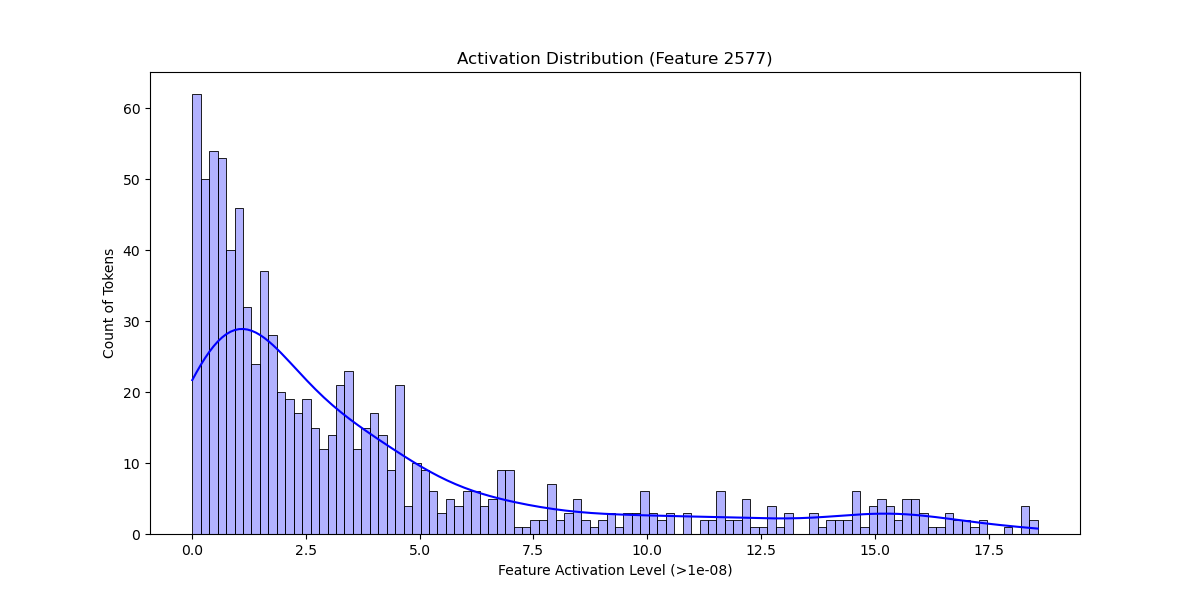 Activation Distribution (Feature 2577)
Count of Tokens
60
50
40
30
20
10
0
0.0 2.5 5.0 7.5 10.0 12.5 15.0 17.5
Feature Activation Level (>1e-08)